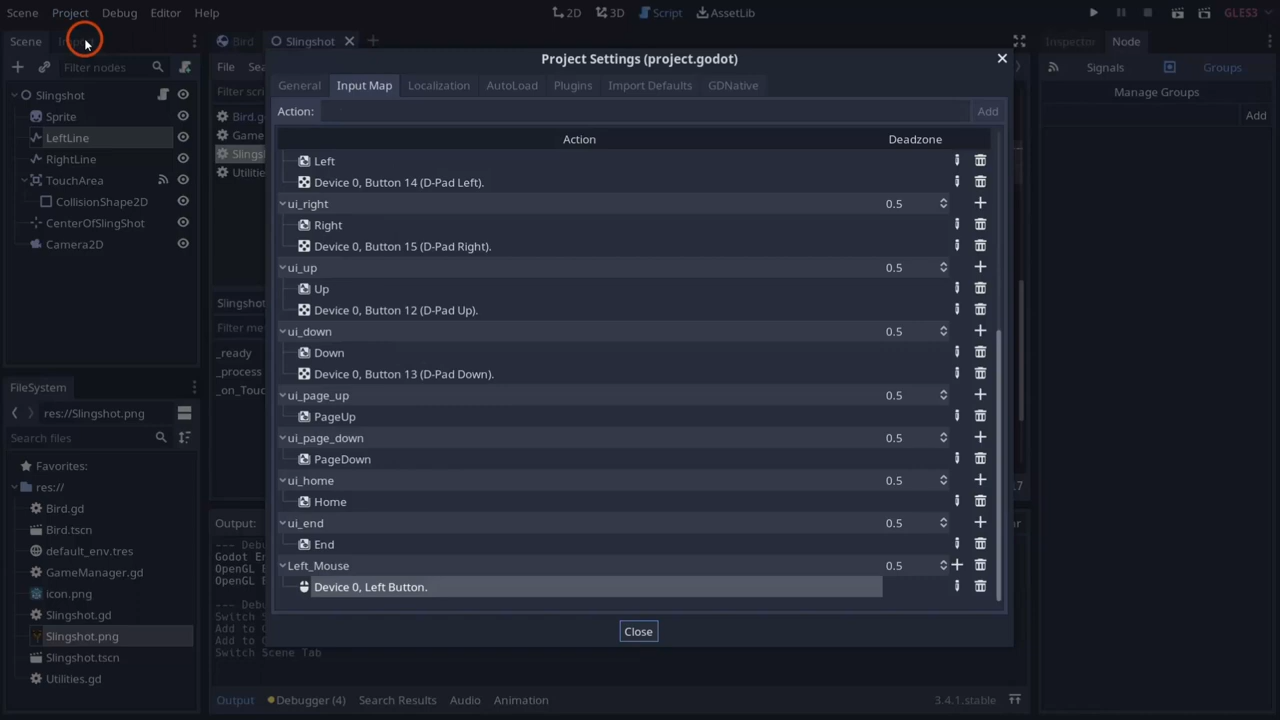 Scene Project Debug Editor Help
2D 3D Script AssetLib
GLES3
Scene
Bird Slingshot
Inspector Node
Project Settings (project.godot)
Filter nodes
File
Signals Groups
General Input Map Localization AutoLoad Plugins Import Defaults GDNative
Manage Groups
Slingshot
Action: Add
Add
Sprite
LeftLine
RightLine
TouchArea
CollisionShape2D
CenterOfSlingShot
Camera2D
Action Deadzone
Left
Device 0, Button 14 (D-Pad Left).
ui_right 0.5
Right
Device 0, Button 15 (D-Pad Right).
ui_up 0.5
Up
Device 0, Button 12 (D-Pad Up).
ui_down 0.5
Down
Device 0, Button 13 (D-Pad Down).
ui_page_up 0.5
PageUp
ui_page_down 0.5
PageDown
ui_home 0.5
Home
ui_end 0.5
End
Left_Mouse 0.5
Device 0, Left Button.
Close
Slingshot
_ready
_process
FileSystem
res://Slingshot.png
Search files
Favorites:
res://
Bird.gd
Bird.tscn
default_env.tres
GameManager.gd
icon.png
Slingshot.gd
Slingshot.png
Slingshot.tscn
Utilities.gd
Output:
Switch Scene Tab
Output Debugger (4) Search Results Audio Animation 3.4.1.stable